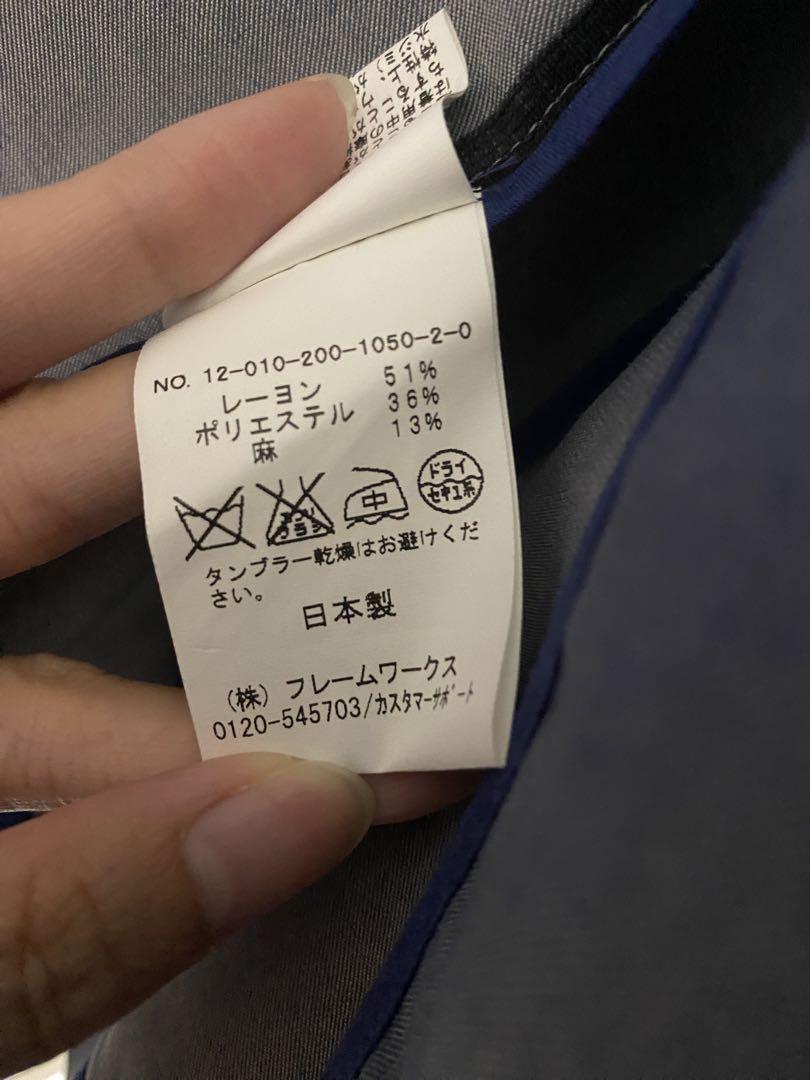 NO. 12-010-200-1050-2-0
レーヨン 51%
ポリエステル 36%
麻 13%
中
ドライ
セキユ系
タンブラー乾燥はお避けくだ
さい。
日本製
(株) フレームワークス
0120-545703/カスタマーサポート